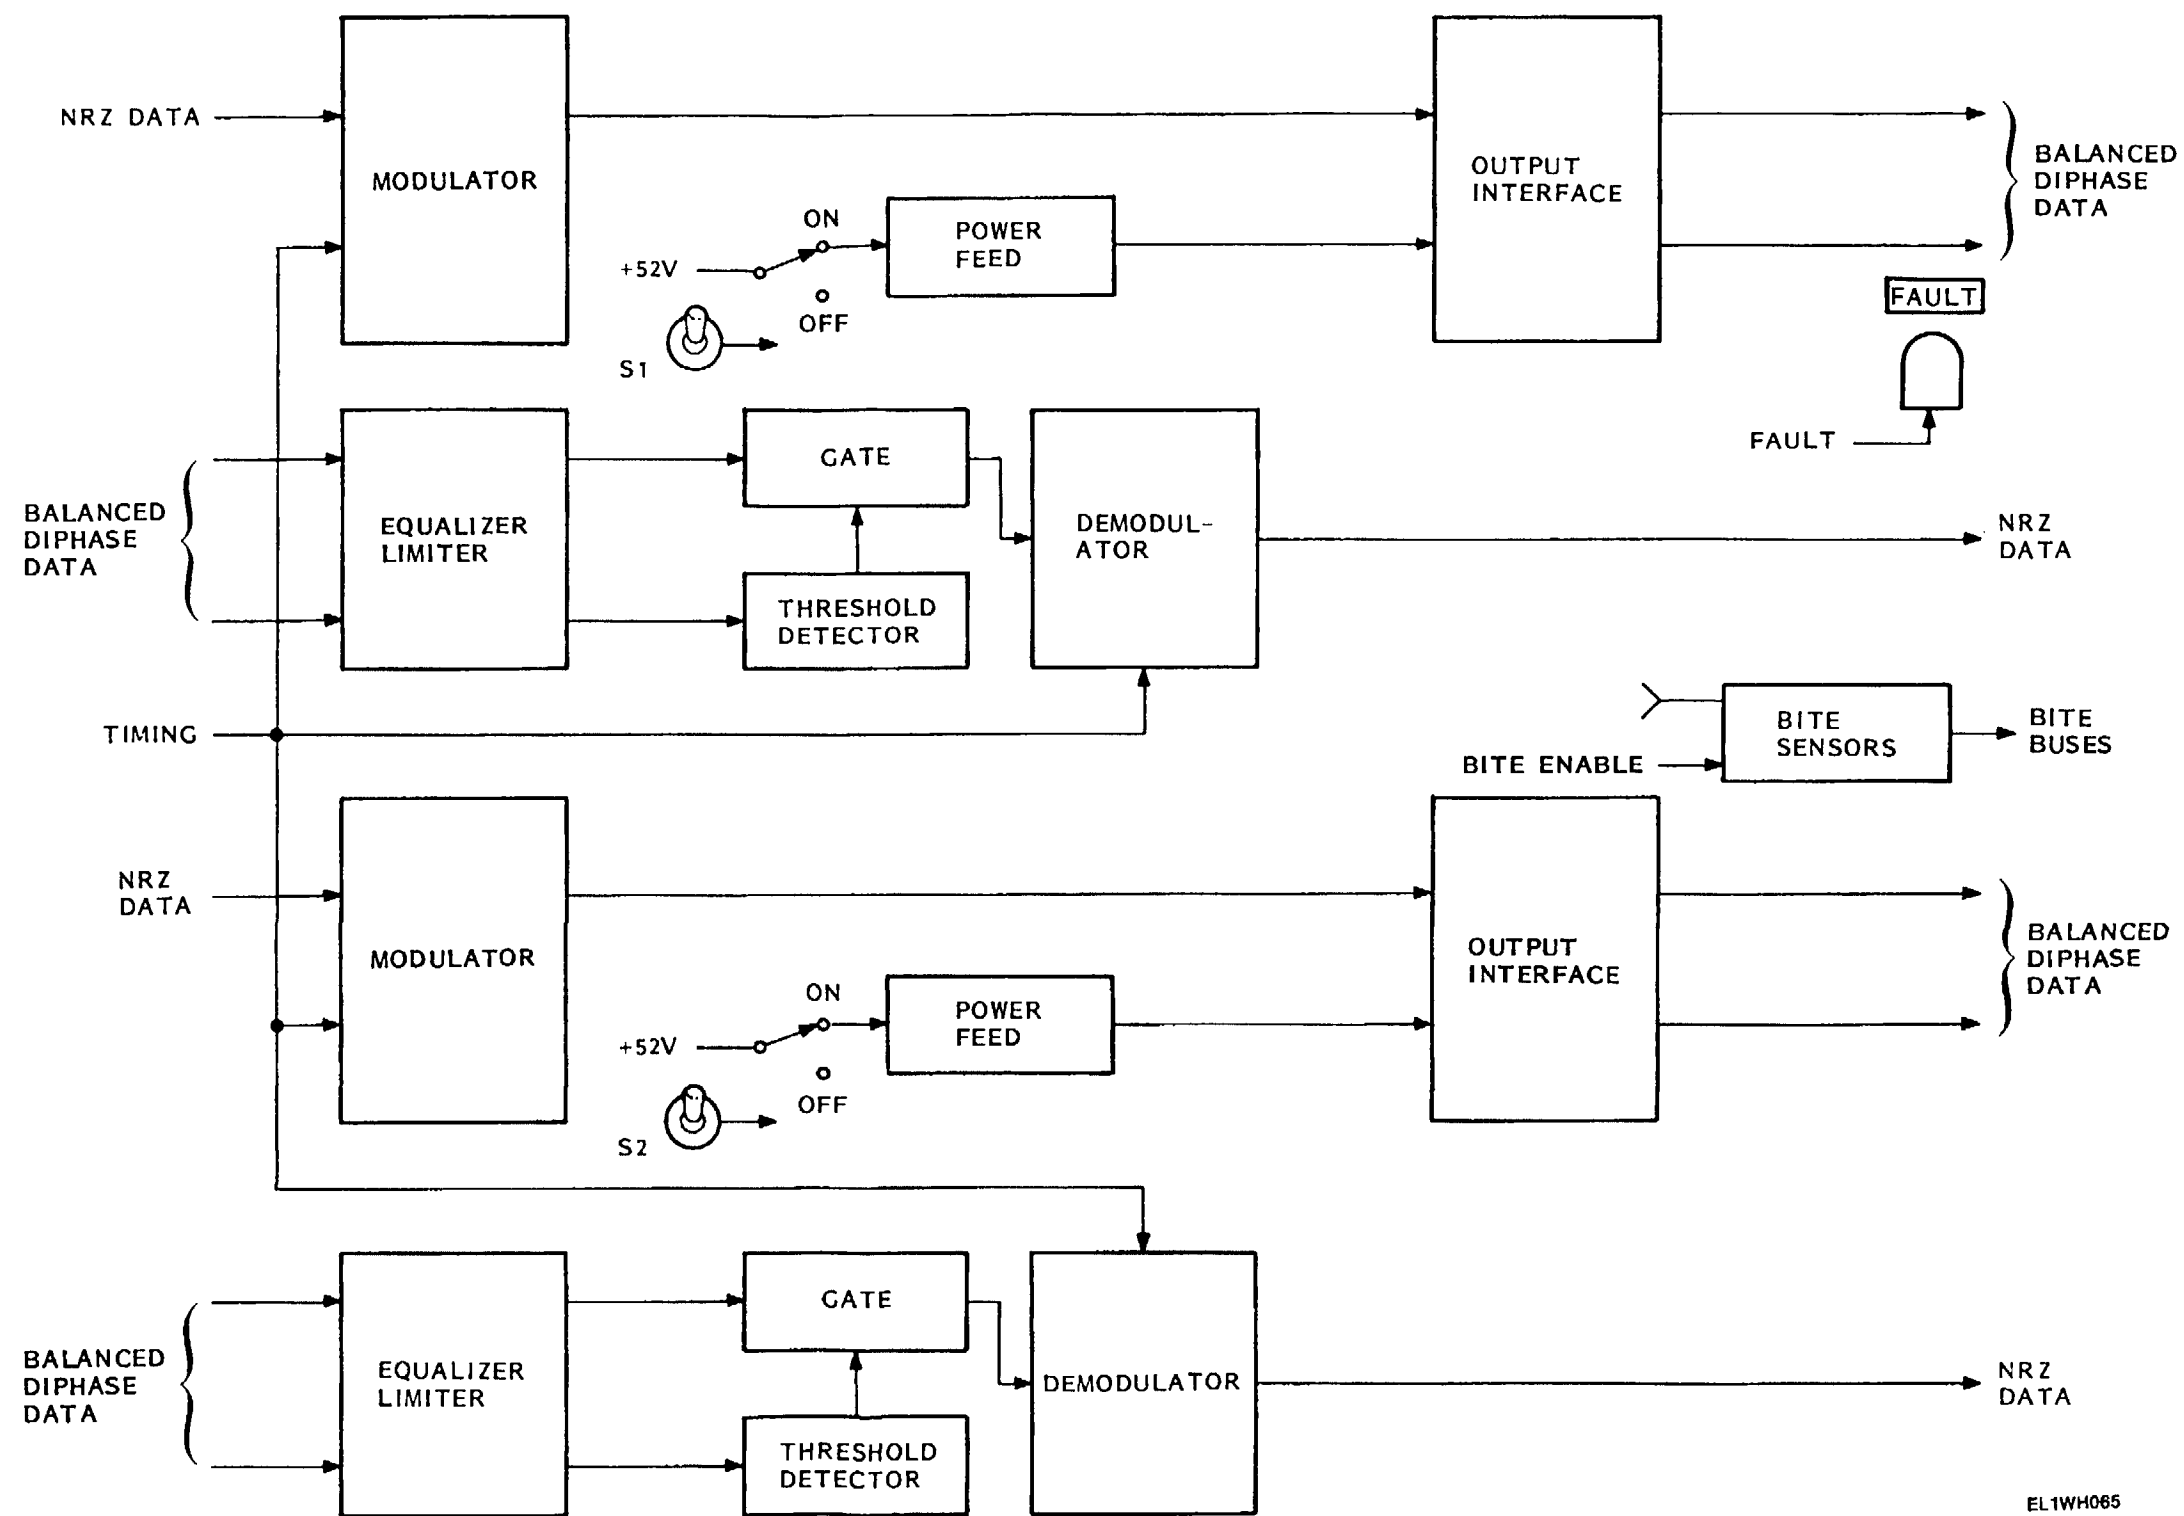 NRZ DATA
MODULATOR
ON
+52V
OFF
S1
POWER
FEED
OUTPUT
INTERFACE
BALANCED
DIPHASE
DATA
FAULT
FAULT
BALANCED
DIPHASE
DATA
EQUALIZER
LIMITER
GATE
THRESHOLD
DETECTOR
DEMODUL-
ATOR
NRZ
DATA
TIMING
BITE ENABLE
BITE
SENSORS
BITE
BUSES
NRZ
DATA
MODULATOR
ON
+52V
OFF
S2
POWER
FEED
OUTPUT
INTERFACE
BALANCED
DIPHASE
DATA
BALANCED
DIPHASE
DATA
EQUALIZER
LIMITER
GATE
THRESHOLD
DETECTOR
DEMODULATOR
NRZ
DATA
EL1WH065